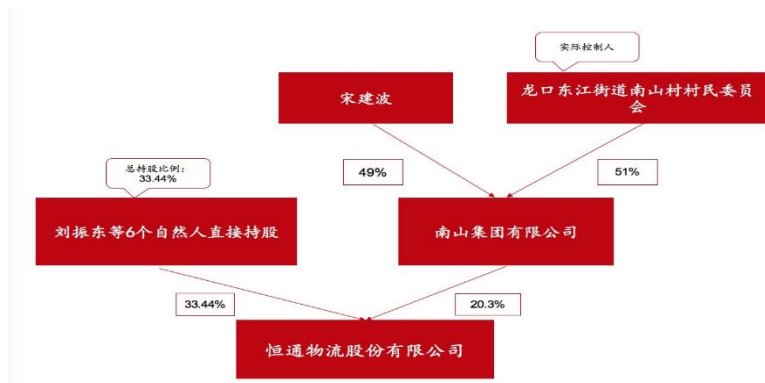 实际控制人
宋建波
龙口东江街道南山村村民委员
会
总持股比例：
33.44%
49%
51%
刘振东等6个自然人直接持股
南山集团有限公司
33.44%
20.3%
恒通物流股份有限公司